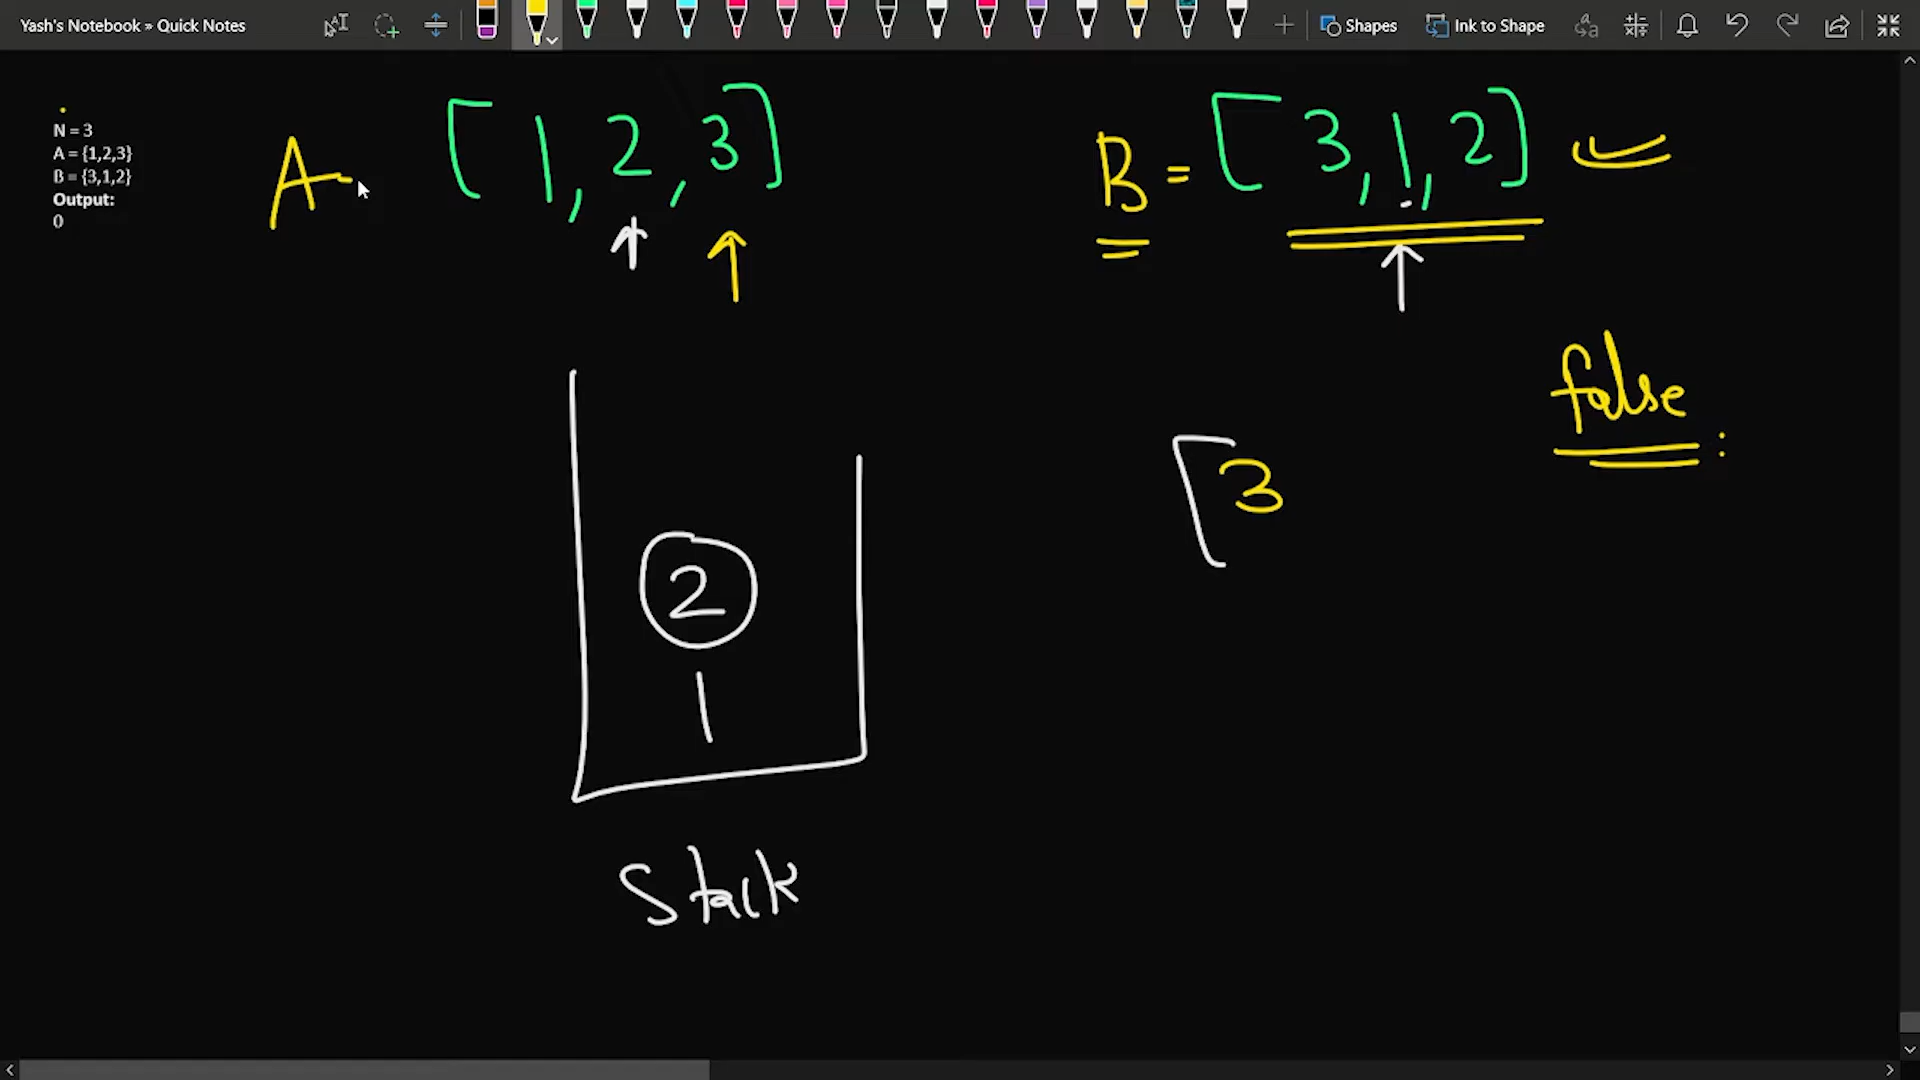 Yash's Notebook » Quick Notes
Shapes
Ink to Shape
N = 3
A = {1,2,3}
B = {3,1,2}
Output:
0
A- [1,2,3]
B = [3,1,2]
false :
[3
2
1
Stack